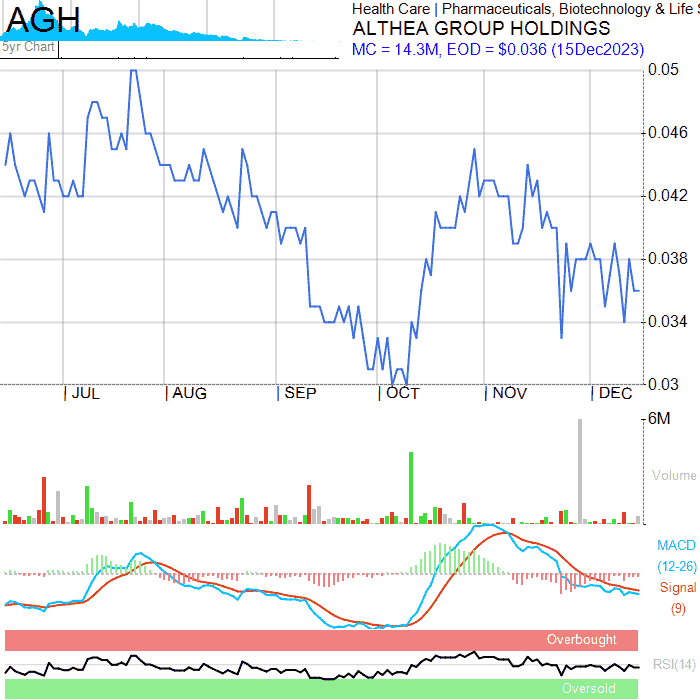 AGH
5yr Chart
Health Care | Pharmaceuticals, Biotechnology & Life S
ALTHEA GROUP HOLDINGS
MC = 14.3M, EOD = $0.036 (15Dec2023)
0.05
0.046
0.042
0.038
0.034
0.03
| JUL | AUG | SEP | OCT | NOV | DEC
6M
Volume
MACD
(12-26)
Signal
(9)
Overbought
RSI(14)
Oversold